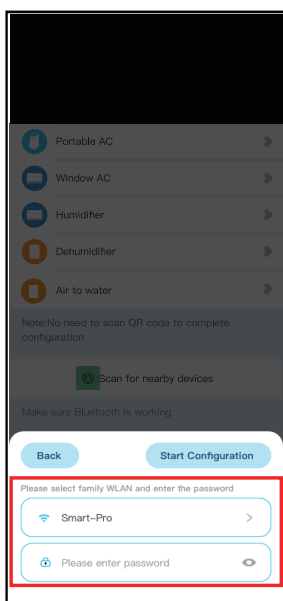 Portable AC
Window AC
Humidifier
Dehumidifier
Air to water
Note:No need to scan QR code to complete
configuration
Scan for nearby devices
Make sure Bluetooth is working.
Back
Start Configuration
Please select family WLAN and enter the password
Smart-Pro
Please enter password